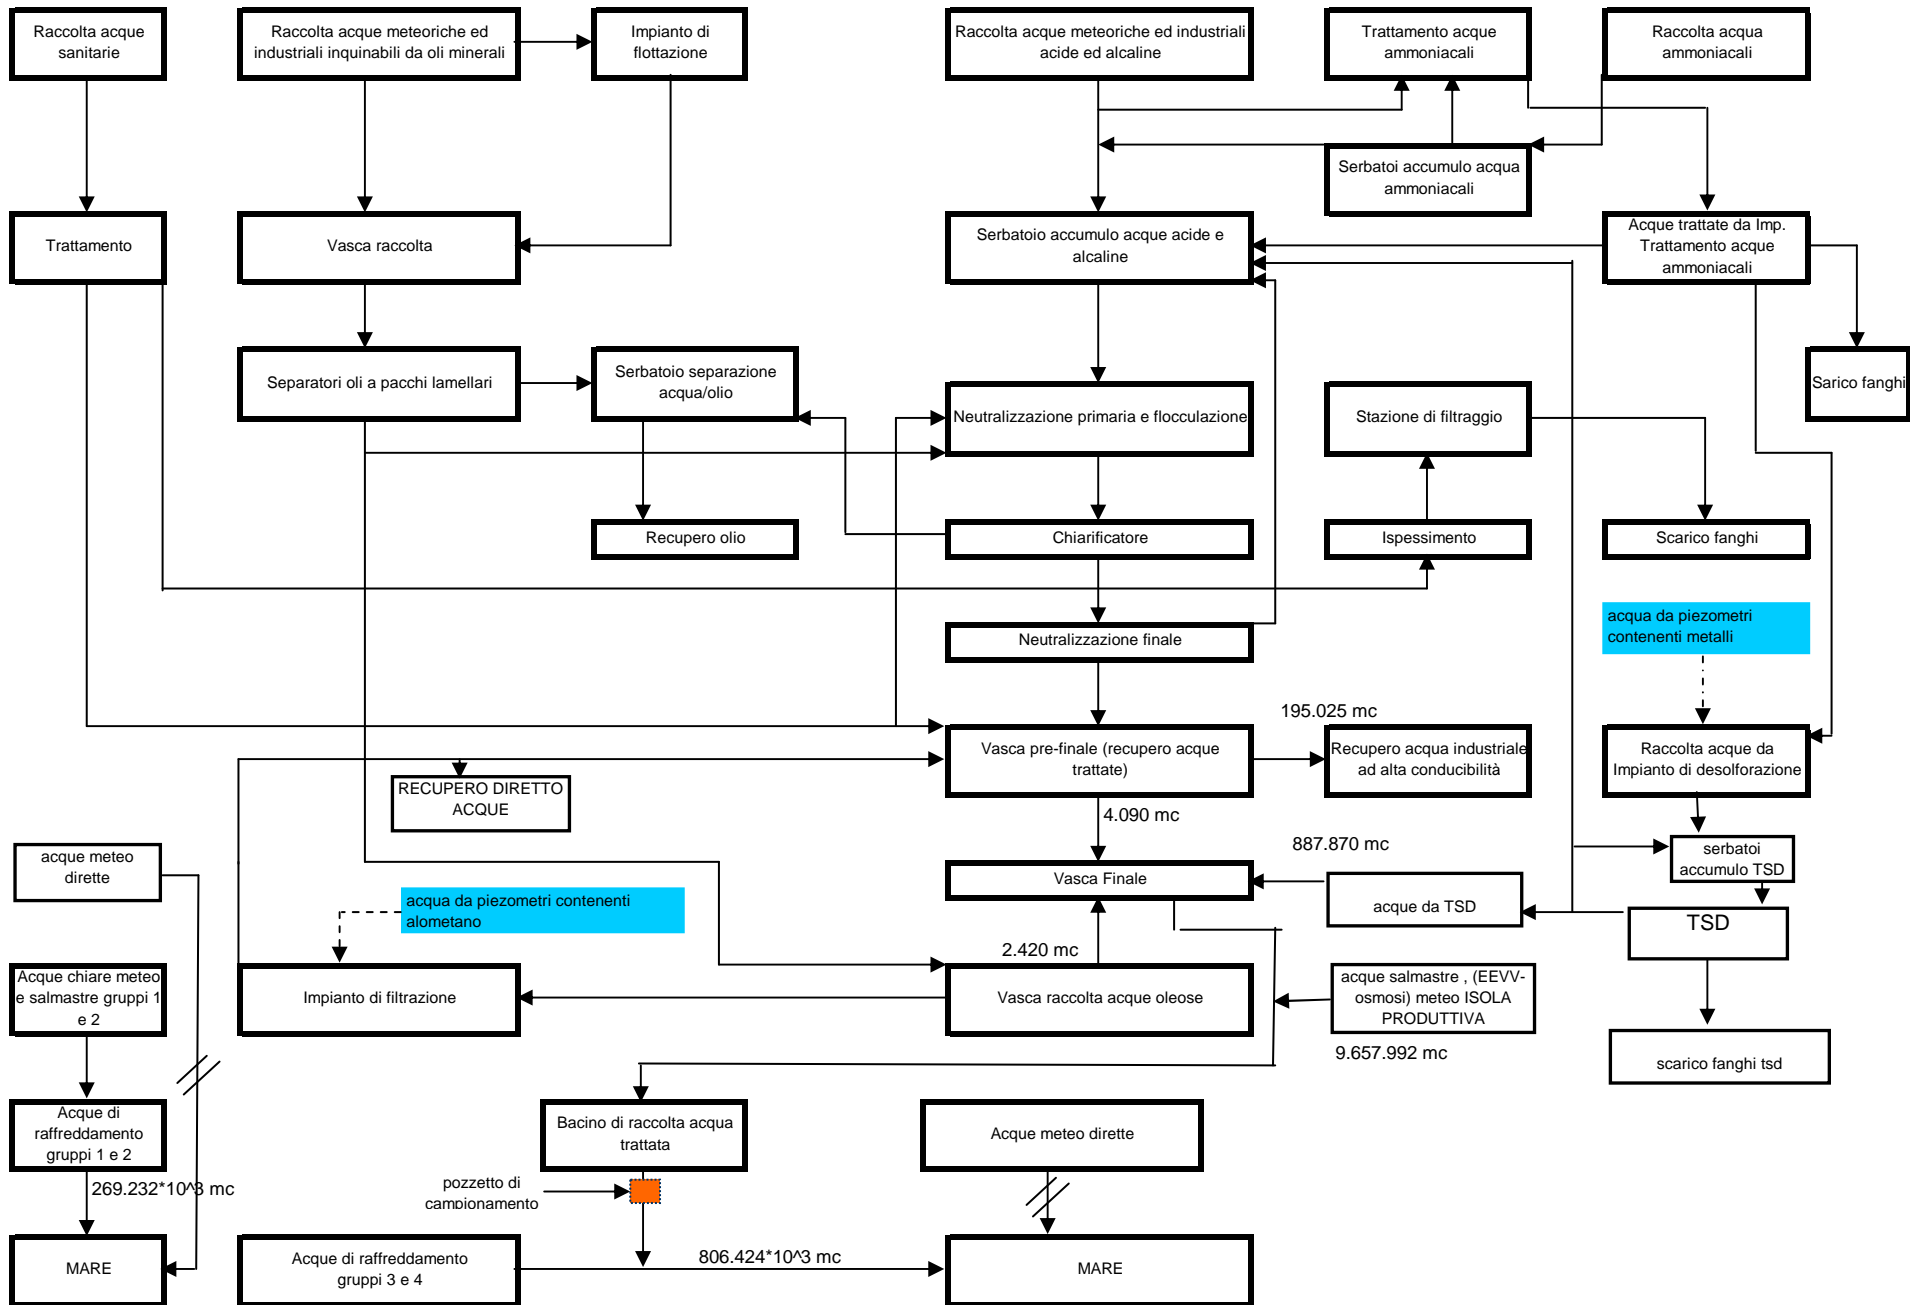 Raccolta acque
sanitarie
Raccolta acque meteoriche ed
industriali inquinabili da oli minerali
Impianto di
flottazione
Raccolta acque meteoriche ed industriali
acide ed alcaline
Trattamento acque
ammoniacali
Raccolta acqua
ammoniacali
Serbatoi accumulo acqua
ammoniacali
Trattamento
Vasca raccolta
Serbatoio accumulo acque acide e
alcaline
Acque trattate da Imp.
Trattamento acque
ammoniacali
Separatori oli a pacchi lamellari
Serbatoio separazione
acqua/olio
Neutralizzazione primaria e flocculazione
Stazione di filtraggio
Sarico fanghi
Recupero olio
Chiarificatore
Ispessimento
Scarico fanghi
Neutralizzazione finale
acqua da piezometri
contenenti metalli
195.025 mc
Vasca pre-finale (recupero acque
trattate)
Recupero acqua industriale
ad alta conducibilità
Raccolta acque da
Impianto di desolforazione
RECUPERO DIRETTO
ACQUE
4.090 mc
887.870 mc
acque meteo
dirette
serbatoi
accumulo TSD
Vasca Finale
acque da TSD
acqua da piezometri contenenti
alometano
TSD
2.420 mc
Acque chiare meteo
e salmastre gruppi 1
e 2
Impianto di filtrazione
Vasca raccolta acque oleose
acque salmastre , (EEVV-
osmosi) meteo ISOLA
PRODUTTIVA
9.657.992 mc
scarico fanghi tsd
Acque di
raffreddamento
gruppi 1 e 2
Bacino di raccolta acqua
trattata
Acque meteo dirette
269.232*10^3 mc
pozzetto di
campionamento
MARE
Acque di raffreddamento
gruppi 3 e 4
806.424*10^3 mc
MARE